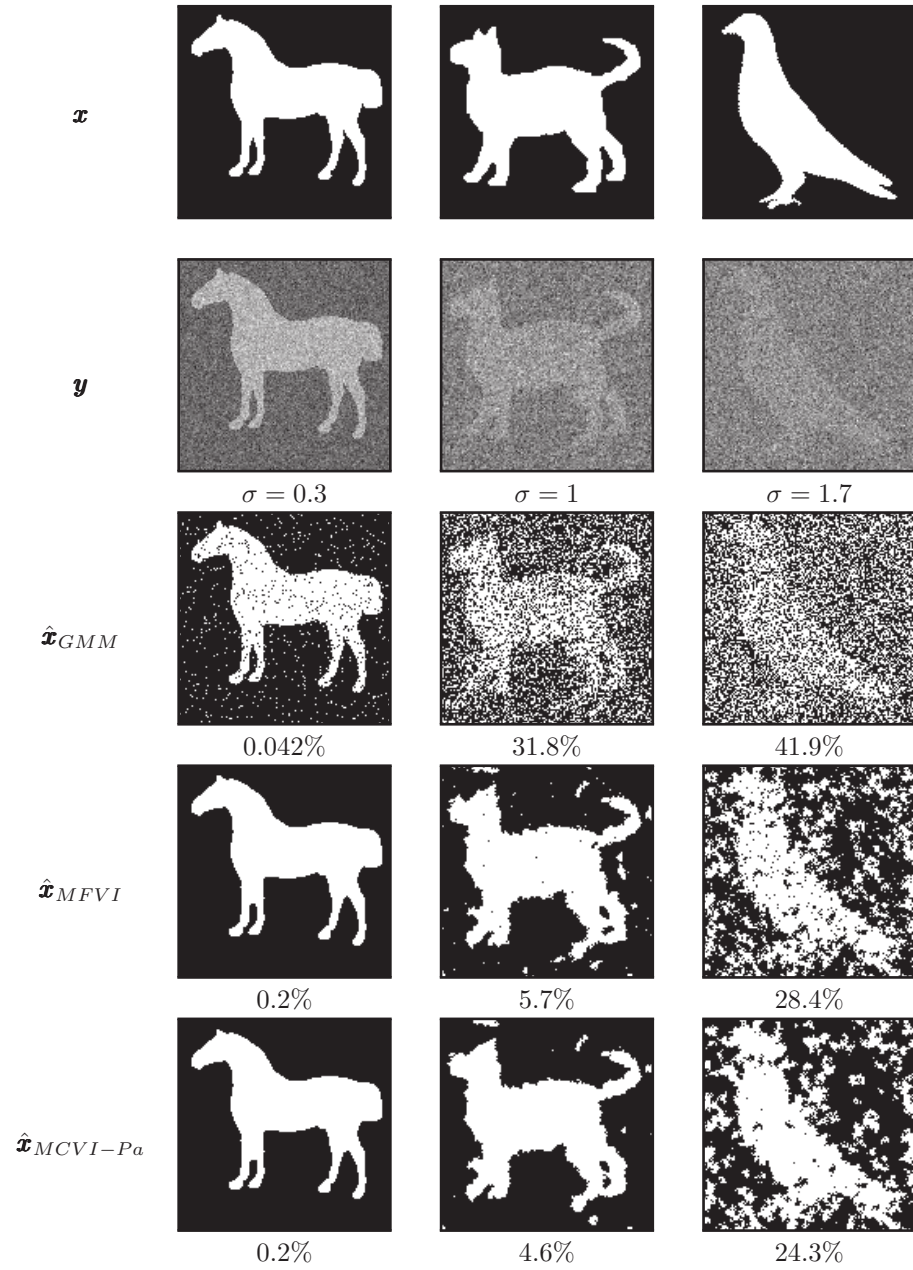 x
y
σ = 0.3 σ = 1 σ = 1.7
x̂_GMM
0.042% 31.8% 41.9%
x̂_MFVI
0.2% 5.7% 28.4%
x̂_MCVI−Pa
0.2% 4.6% 24.3%